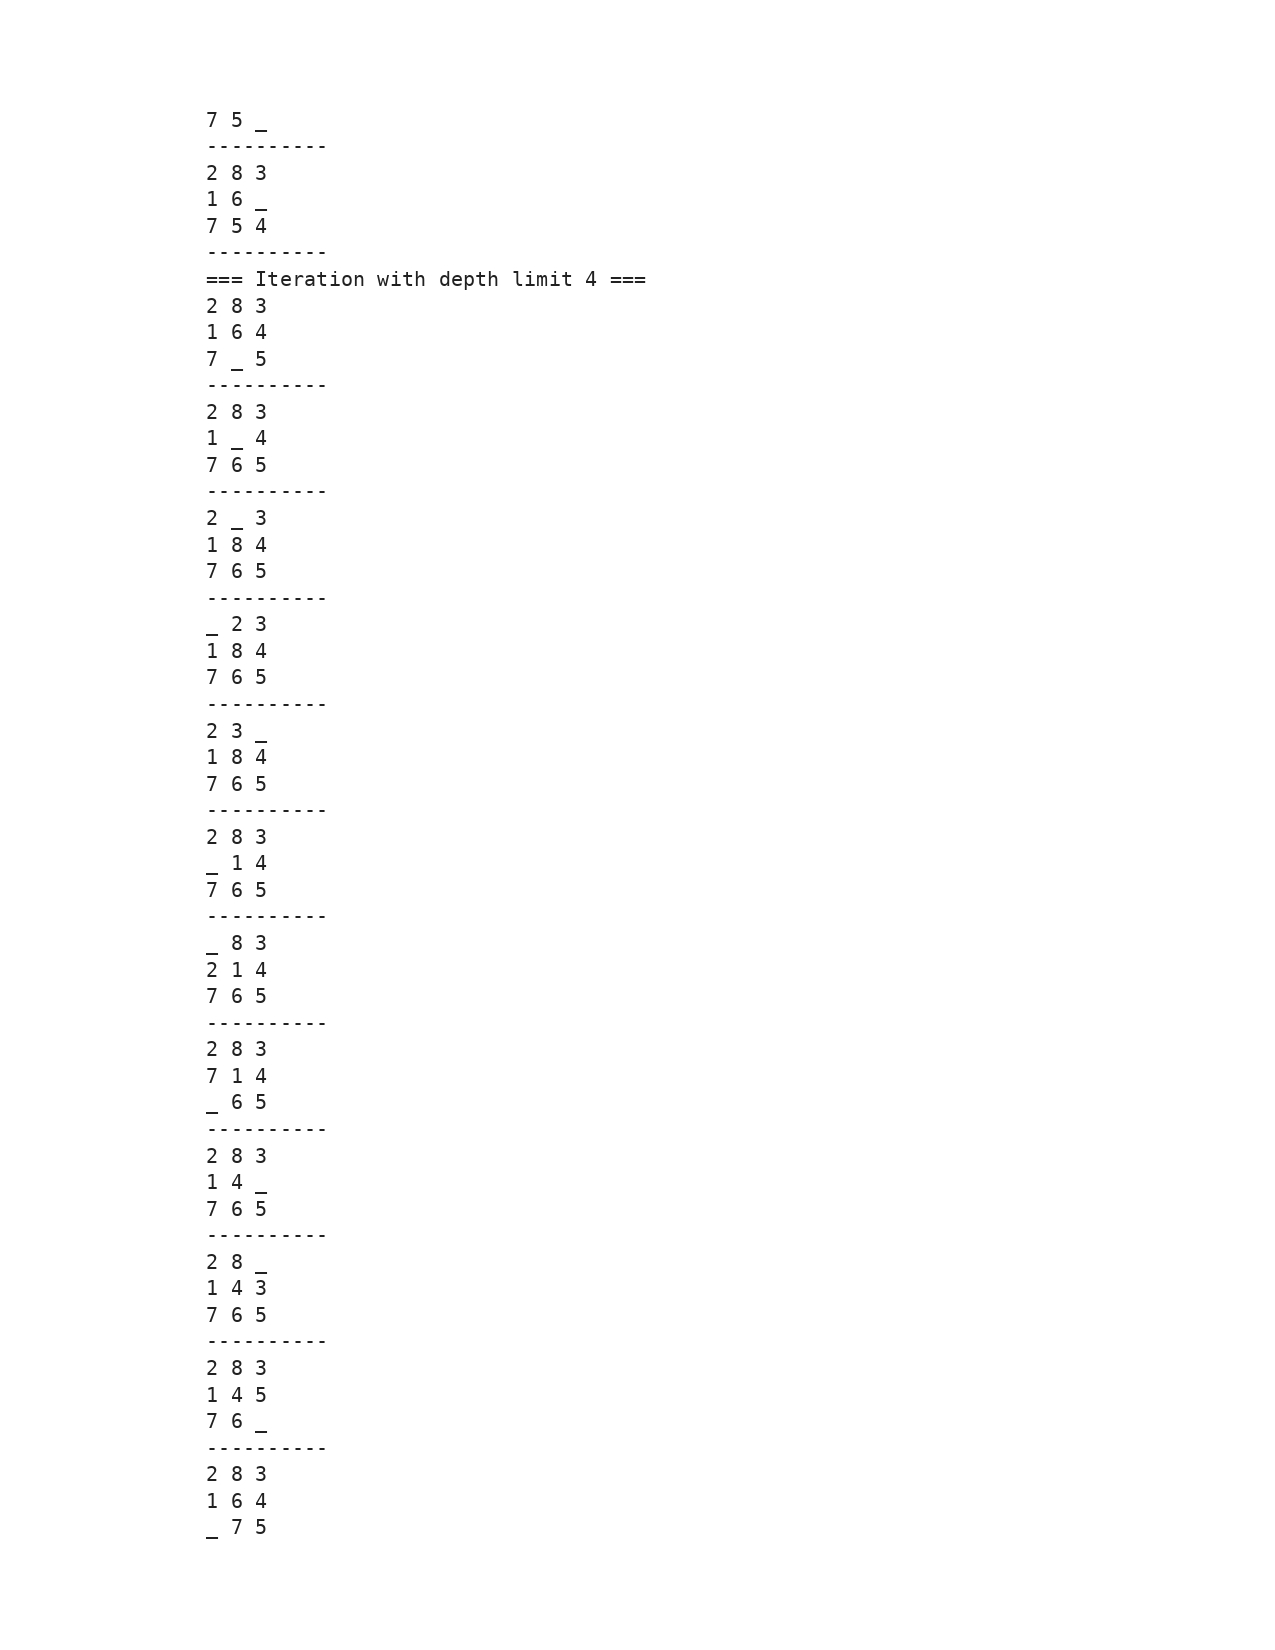 7 5 _
----------
2 8 3
1 6 _
7 5 4
----------
=== Iteration with depth limit 4 ===
2 8 3
1 6 4
7 _ 5
----------
2 8 3
1 _ 4
7 6 5
----------
2 _ 3
1 8 4
7 6 5
----------
_ 2 3
1 8 4
7 6 5
----------
2 3 _
1 8 4
7 6 5
----------
2 8 3
_ 1 4
7 6 5
----------
_ 8 3
2 1 4
7 6 5
----------
2 8 3
7 1 4
_ 6 5
----------
2 8 3
1 4 _
7 6 5
----------
2 8 _
1 4 3
7 6 5
----------
2 8 3
1 4 5
7 6 _
----------
2 8 3
1 6 4
_ 7 5